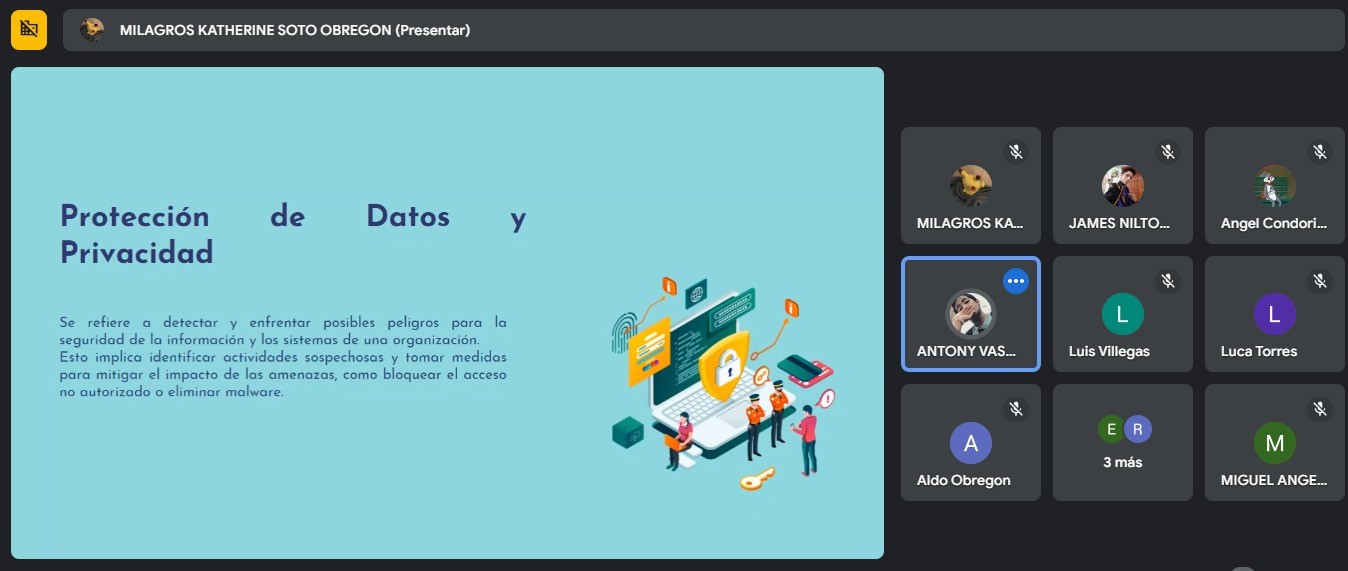 MILAGROS KATHERINE SOTO OBREGON (Presentar)
Protección de Datos y
Privacidad
Se refiere a detectar y enfrentar posibles peligros para la
seguridad de la información y los sistemas de una organización.
Esto implica identificar actividades sospechosas y tomar medidas
para mitigar el impacto de las amenazas, como bloquear el acceso
no autorizado o eliminar malware.
MILAGROS KA...
JAMES NILTO...
Angel Condori...
ANTONY VAS...
L
Luis Villegas
L
Luca Torres
A
Aldo Obregon
E R
3 más
M
MIGUEL ANGE...